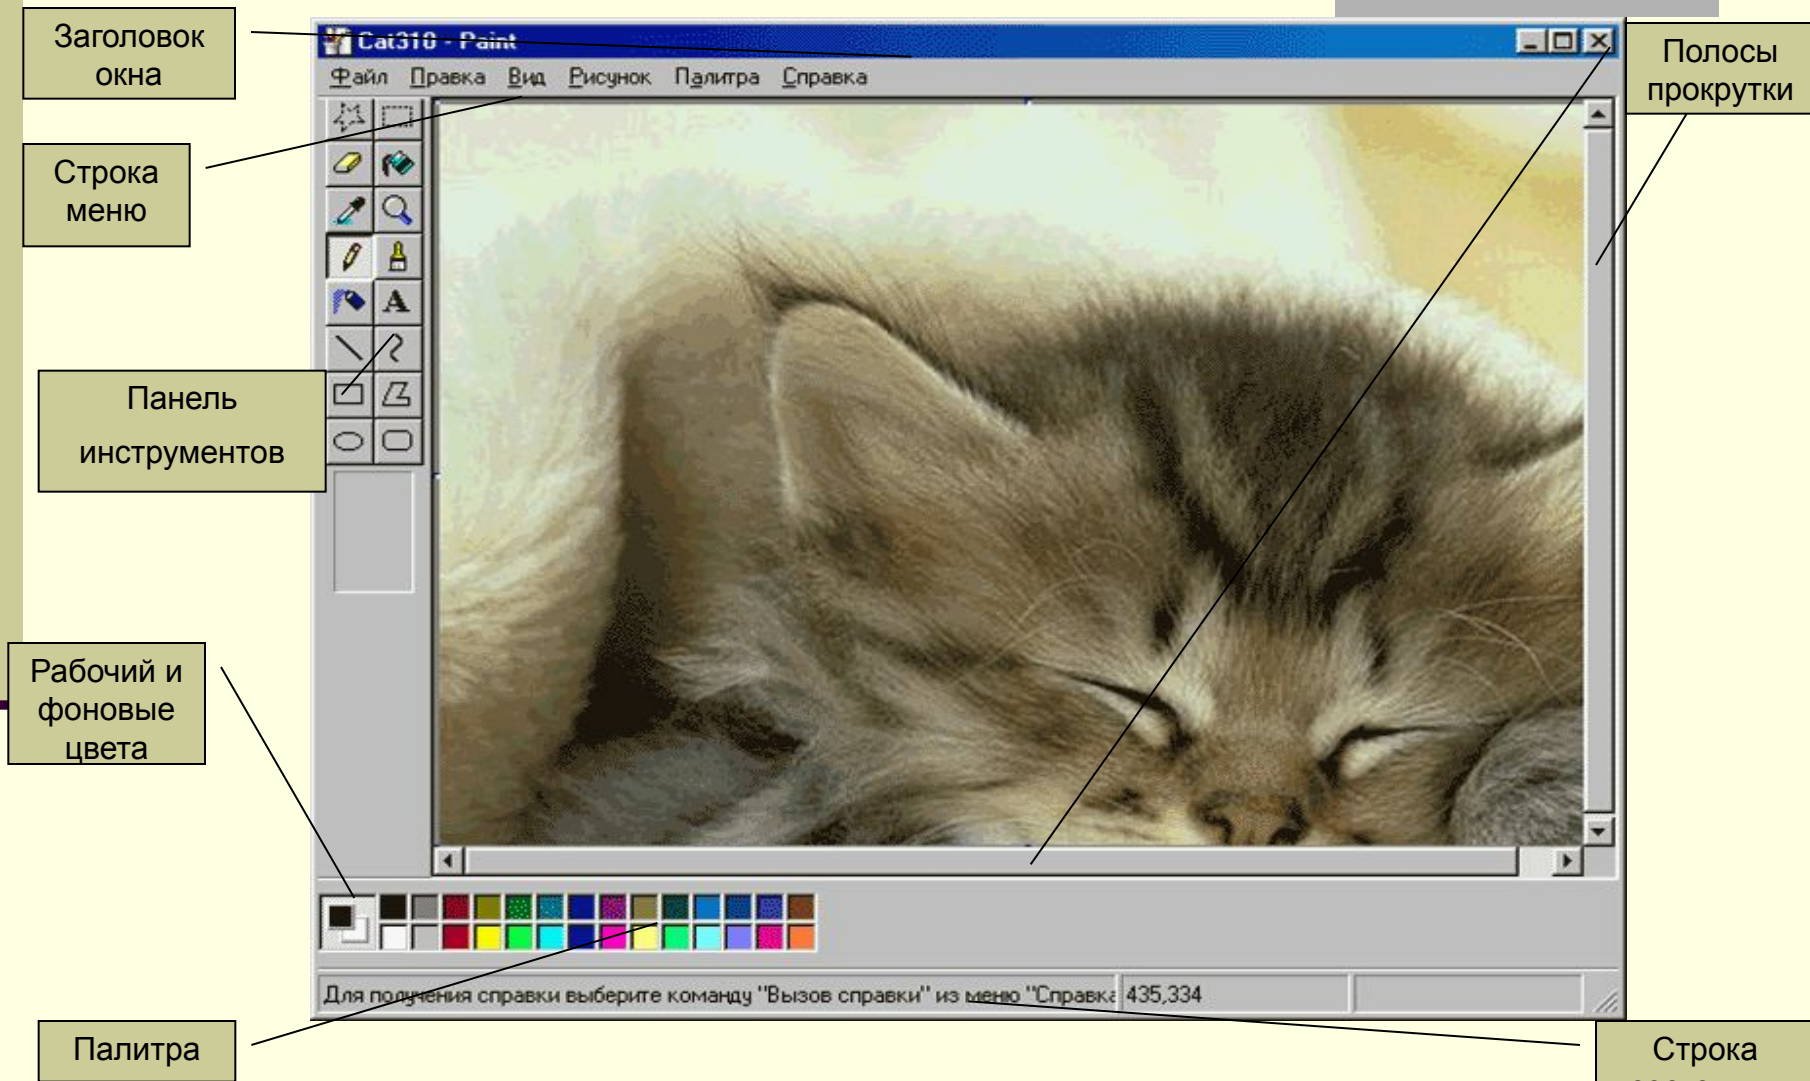 Заголовок
окна
Cat310 - Paint
Файл Правка Вид Рисунок Палитра Справка
Полосы
прокрутки
Строка
меню
A
Панель
инструментов
Рабочий и
фоновые
цвета
Для получения справки выберите команду "Вызов справки" из меню "Справка
435,334
Палитра
Строка